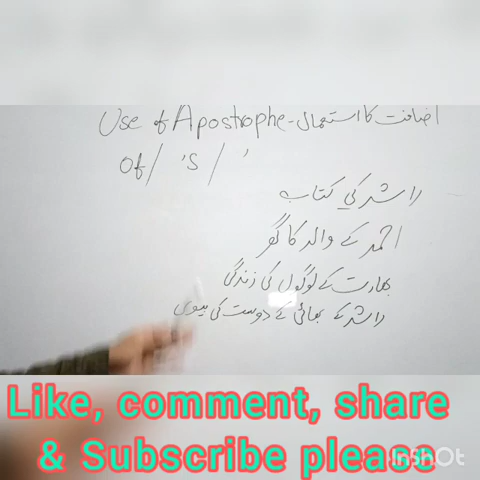 Use of Apostrophe - اضافت کا استعمال
Of / 's / '
راشد کی کتاب
احمد کے والد کا گھر
بھارت کے لوگوں کی زندگی
راشد کے بھائی کے دوست کی بیوی
Like, comment, share
& Subscribe please
InShOt